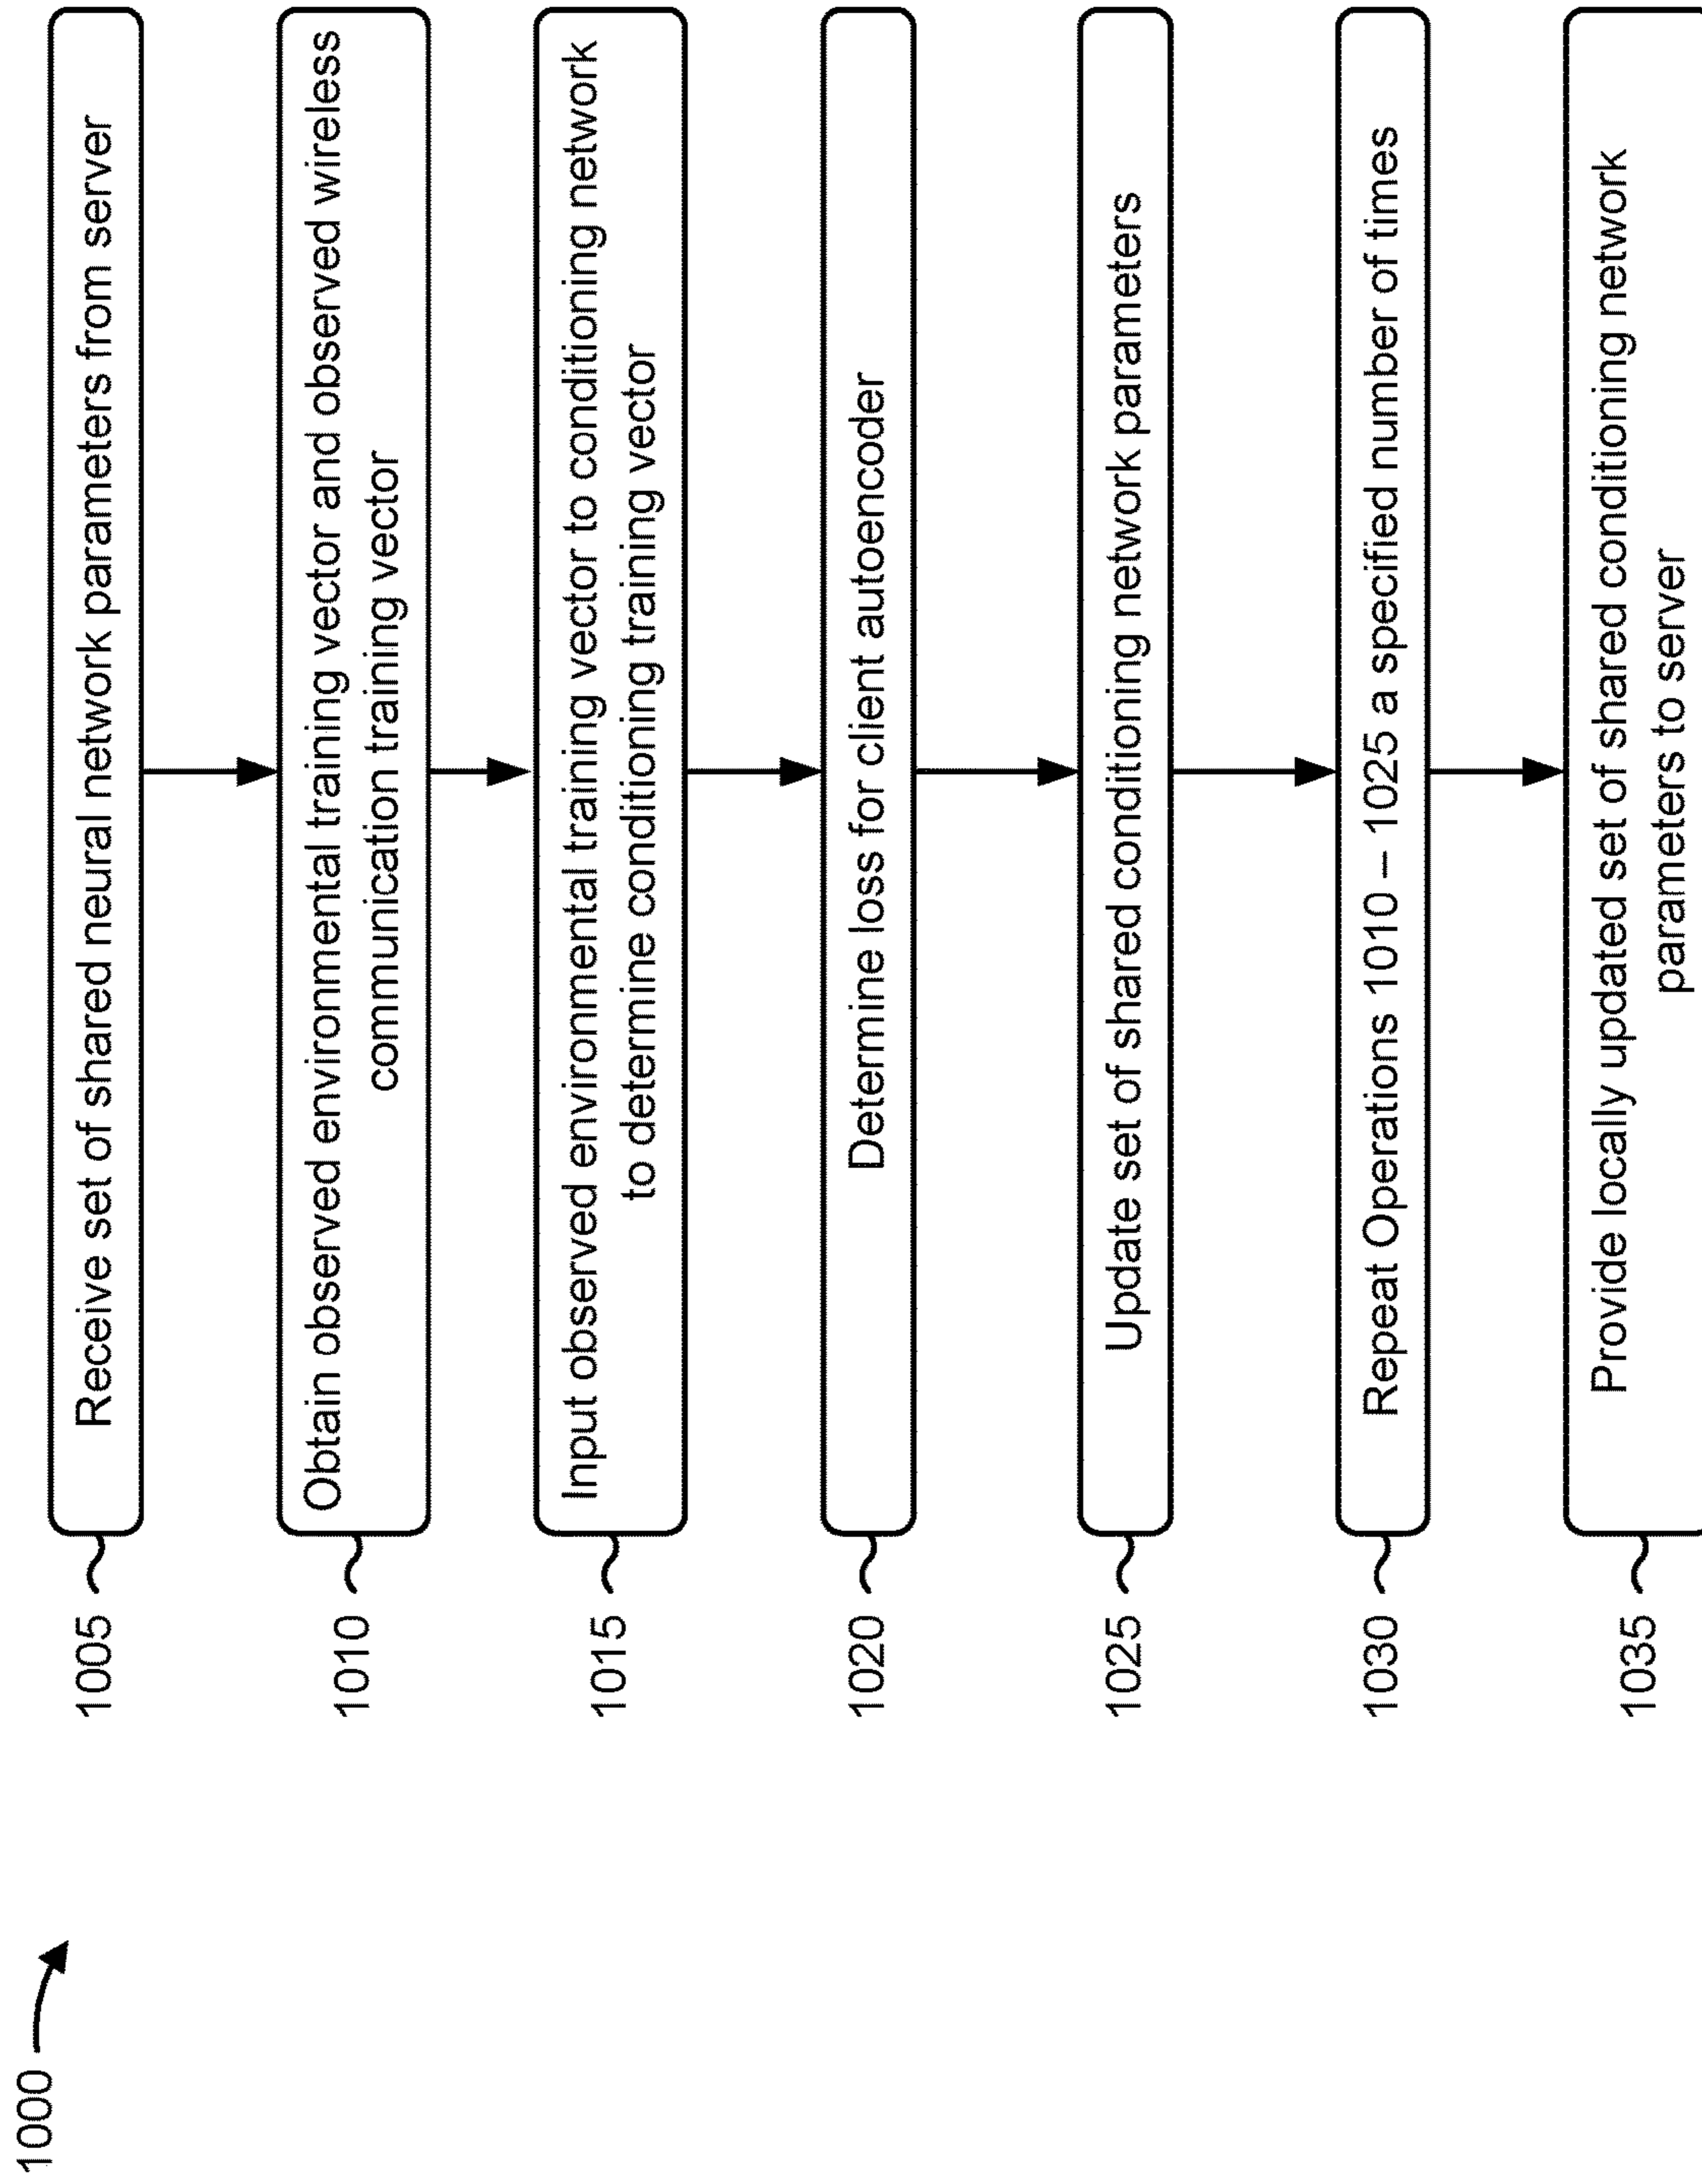 1000
1005
Receive set of shared neural network parameters from server
1010
Obtain observed environmental training vector and observed wireless
communication training vector
1015
Input observed environmental training vector to conditioning network
to determine conditioning training vector
1020
Determine loss for client autoencoder
1025
Update set of shared conditioning network parameters
1030
Repeat Operations 1010 – 1025 a specified number of times
1035
Provide locally updated set of shared conditioning network
parameters to server